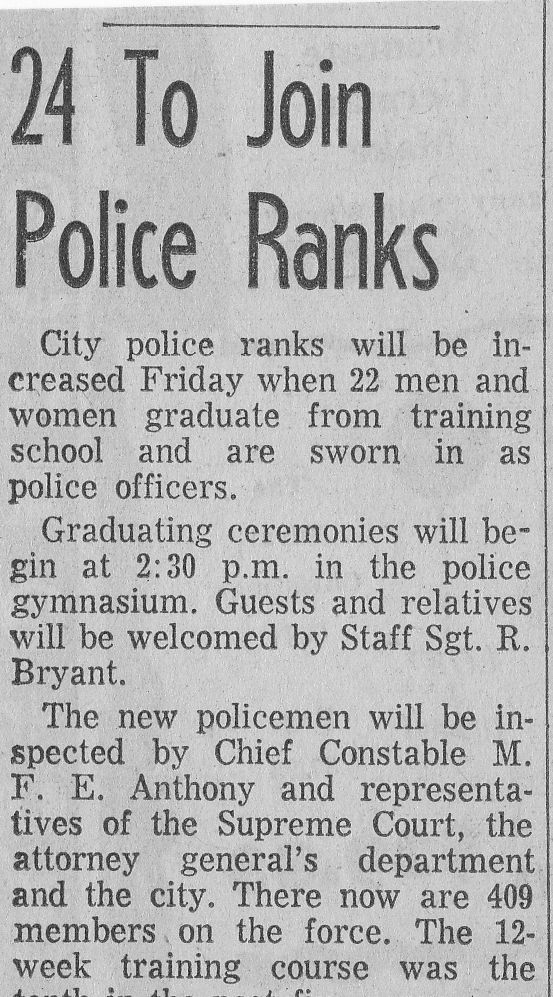 24 To Join
Police Ranks
City police ranks will be in-
creased Friday when 22 men and
women graduate from training
school and are sworn in as
police officers.
Graduating ceremonies will be-
gin at 2:30 p.m. in the police
gymnasium. Guests and relatives
will be welcomed by Staff Sgt. R.
Bryant.
The new policemen will be in-
spected by Chief Constable M.
F. E. Anthony and representa-
tives of the Supreme Court, the
attorney general's department
and the city. There now are 409
members on the force. The 12-
week training course was the